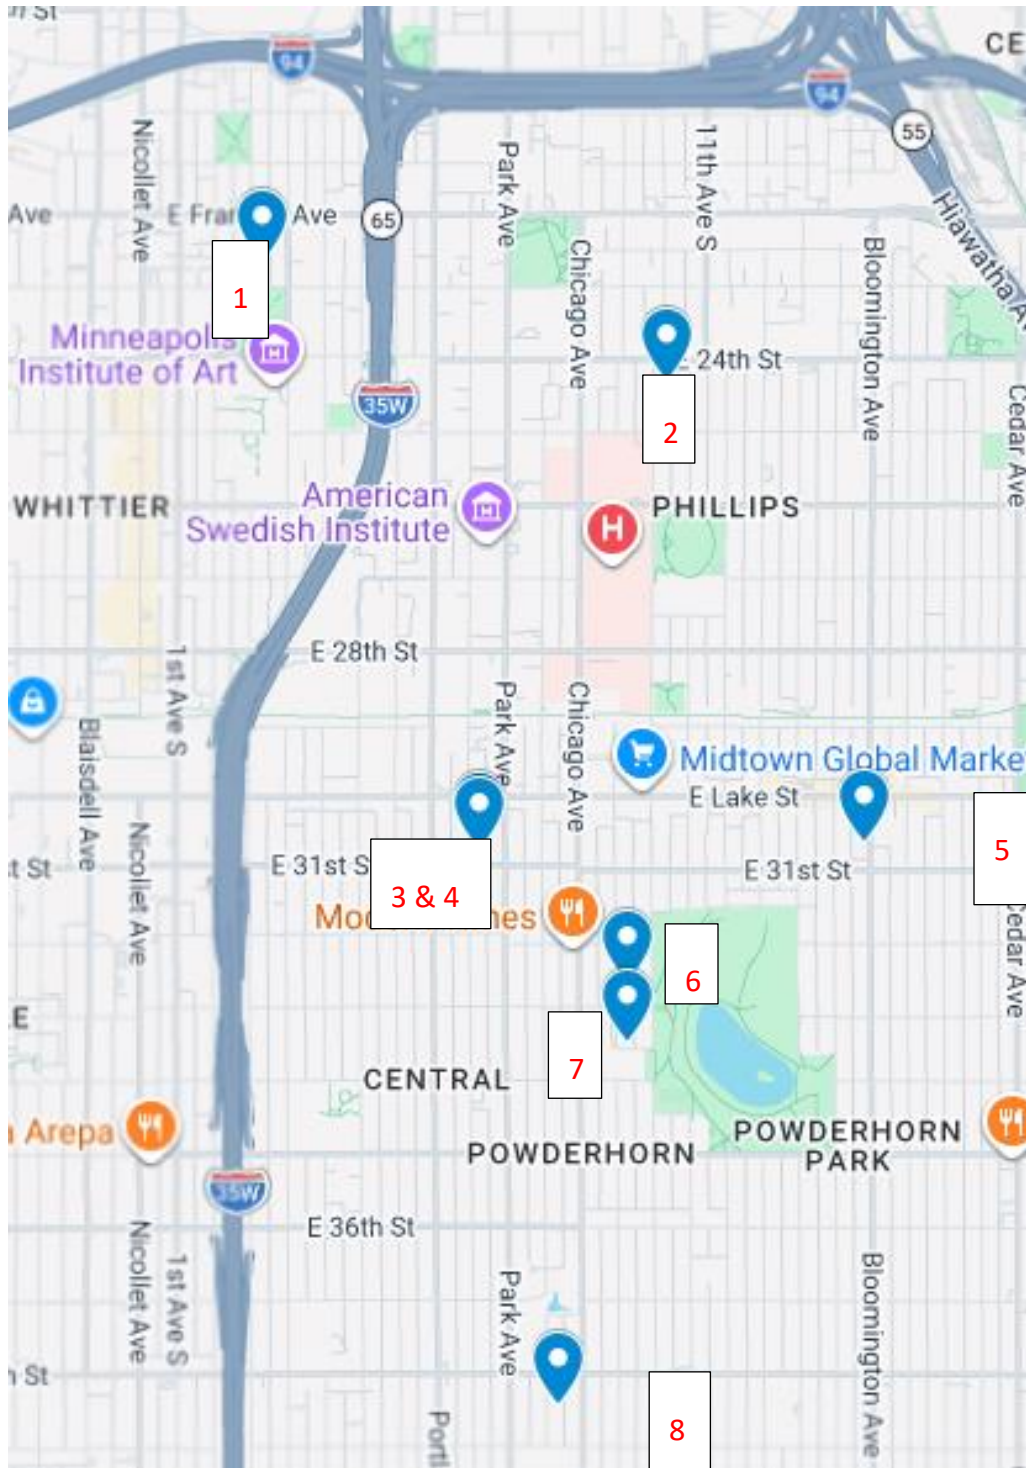 n St
94
CE
94
55
Nicollet Ave
Park Ave
11th Ave S
Ave
E Fra
Ave
65
Hiawatha Av
Chicago Ave
Bloomington Ave
1
Minneapolis
Institute of Art
E 24th St
35W
Cedar Ave
2
American
Swedish Institute
WHITTIER
H
PHILLIPS
E 28th St
1st Ave S
Park Ave
Chicago Ave
Blaisdell Ave
Midtown Global Marke
E Lake St
Nicollet Ave
5
t St
E 31st S
E 31st St
3 & 4
Cedar Ave
Mo
nes
6
E
7
CENTRAL
Arepa
POWDERHORN
POWDERHORN
PARK
35W
E 36th St
Nicollet Ave
1st Ave S
Park Ave
Bloomington Ave
St
Portl
8